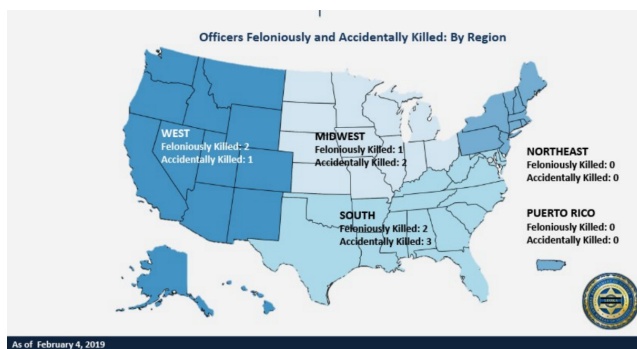 Officers Feloniously and Accidentally Killed: By Region
WEST
Feloniously Killed: 2
Accidentally Killed: 1
MIDWEST
Feloniously Killed: 1
Accidentally Killed: 2
NORTHEAST
Feloniously Killed: 0
Accidentally Killed: 0
SOUTH
Feloniously Killed: 2
Accidentally Killed: 3
PUERTO RICO
Feloniously Killed: 0
Accidentally Killed: 0
As of February 4, 2019